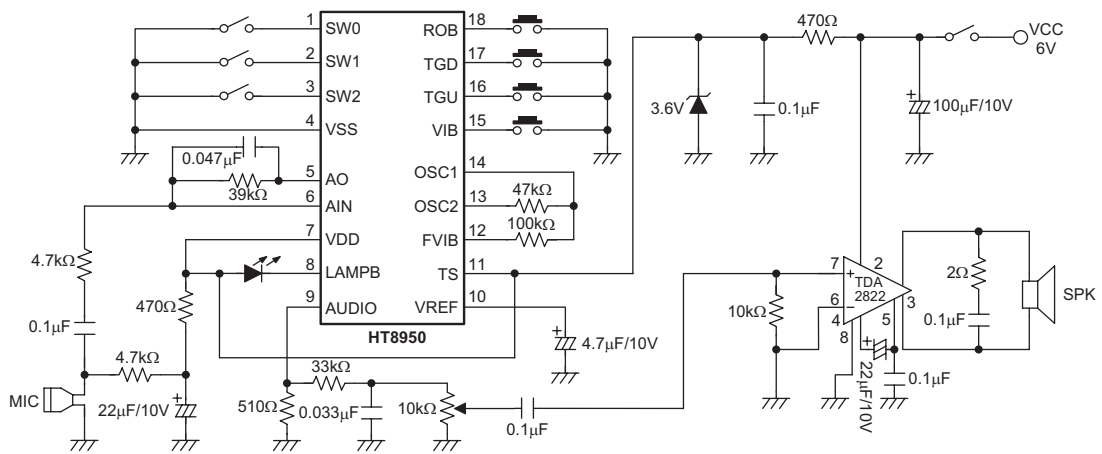 1 SW0
2 SW1
3 SW2
4 VSS
5 AO
6 AIN
7 VDD
8 LAMPB
9 AUDIO
18 ROB
17 TGD
16 TGU
15 VIB
14 OSC1
13 OSC2
12 FVIB
11 TS
10 VREF
HT8950
0.047µF
39kΩ
4.7kΩ
0.1µF
470Ω
4.7kΩ
MIC
22µF/10V
+
33kΩ
510Ω
0.033µF
10kΩ
0.1µF
47kΩ
100kΩ
+
4.7µF/10V
3.6V
0.1µF
470Ω
+
100µF/10V
VCC
6V
7
+
2
TDA
2822
6
−
4
8
5
3
10kΩ
+
22µF/10V
0.1µF
2Ω
0.1µF
SPK